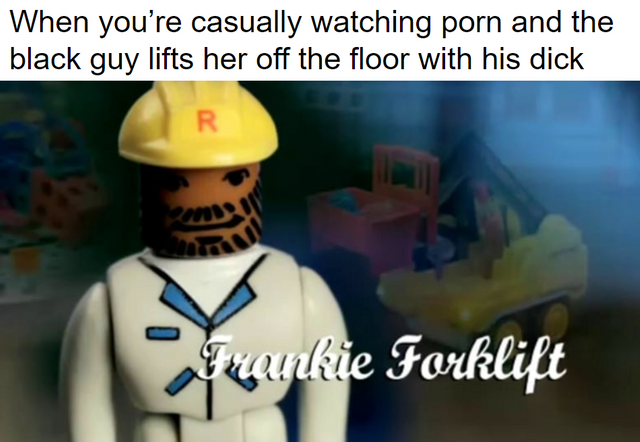 When you’re casually watching porn and the
black guy lifts her off the floor with his dick
R
Frankie Forklift